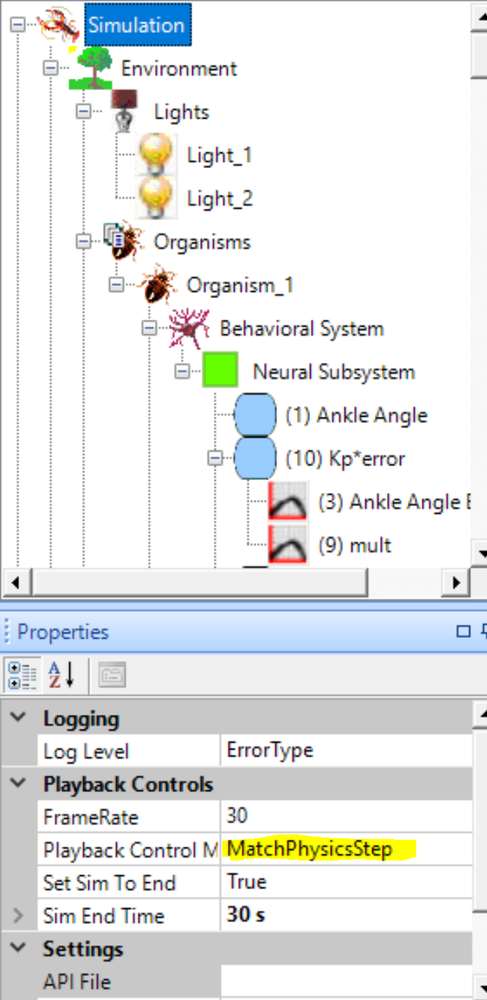 Simulation
Environment
Lights
Light_1
Light_2
Organisms
Organism_1
Behavioral System
Neural Subsystem
(1) Ankle Angle
(10) Kp*error
(3) Ankle Angle E
(9) mult
Properties
A
Z
Logging
Log Level ErrorType
Playback Controls
FrameRate 30
Playback Control M MatchPhysicsStep
Set Sim To End True
Sim End Time 30 s
Settings
API File